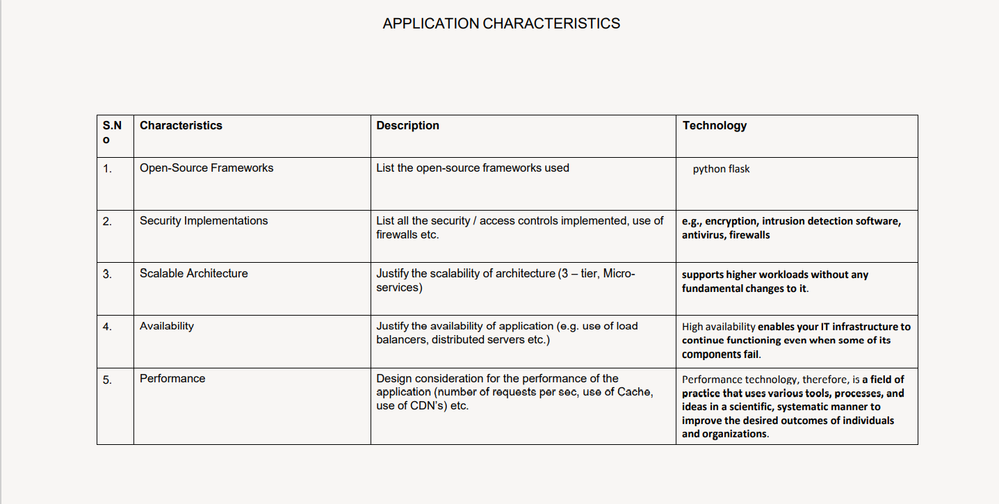 APPLICATION CHARACTERISTICS
S.N
o
Characteristics
Description
Technology
1.
Open-Source Frameworks
List the open-source frameworks used
python flask
2.
Security Implementations
List all the security / access controls implemented, use of
firewalls etc.
e.g., encryption, intrusion detection software,
antivirus, firewalls
3.
Scalable Architecture
Justify the scalability of architecture (3 – tier, Micro-
services)
supports higher workloads without any
fundamental changes to it.
4.
Availability
Justify the availability of application (e.g. use of load
balancers, distributed servers etc.)
High availability enables your IT infrastructure to
continue functioning even when some of its
components fail.
5.
Performance
Design consideration for the performance of the
application (number of requests per sec, use of Cache,
use of CDN’s) etc.
Performance technology, therefore, is a field of
practice that uses various tools, processes, and
ideas in a scientific, systematic manner to
improve the desired outcomes of individuals
and organizations.